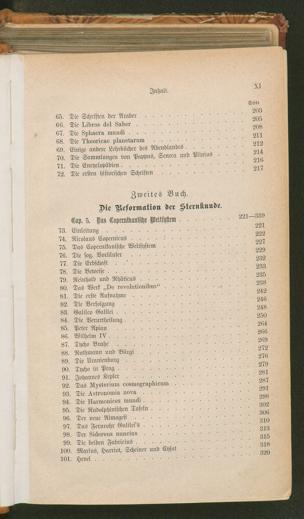 Inhalt. XI
Seite
65. Die Schriften der Araber 203
66. Die Libros del Saber 205
67. Die Sphaera mundi 208
68. Die Theoricae planetarum 211
69. Einige andere Lehrbücher des Abendlandes 212
70. Die Sammlungen von Pappus, Seneca und Plinius 214
71. Die Encyclopädien 216
72. Die ersten historischen Schriften 217
Zweites Buch.
Die Reformation der Sternkunde.
Cap. 5. Das Copernikanische Weltsystem 221—339
73. Einleitung 221
74. Nicolaus Copernicus 222
75. Das Copernikanische Weltsystem 227
76. Die sog. Vorläufer 229
77. Die Erbschaft 232
78. Die Beweise 233
79. Reinhold und Rhäticus 235
80. Das Werk „De revolutionibus“ 238
81. Die erste Aufnahme 242
82. Die Verfolgung 246
83. Galileo Galilei 248
84. Die Verurtheilung 250
85. Peter Apian 264
86. Wilhelm IV 266
87. Tycho Brahe 269
88. Rothmann und Bürgi 272
89. Die Uranienburg 276
90. Tycho in Prag 279
91. Johannes Kepler 281
92. Das Mysterium cosmographicum 287
93. Die Astronomia nova 291
94. Die Harmonices mundi 298
95. Die Rudolphinischen Tafeln 302
96. Der neue Almagest 306
97. Das Fernrohr Galilei's 310
98. Der Sidereus nuncius 313
99. Die beiden Fabricius 315
100. Marius, Harriot, Scheiner und Cysat 318
101. Hevel 320